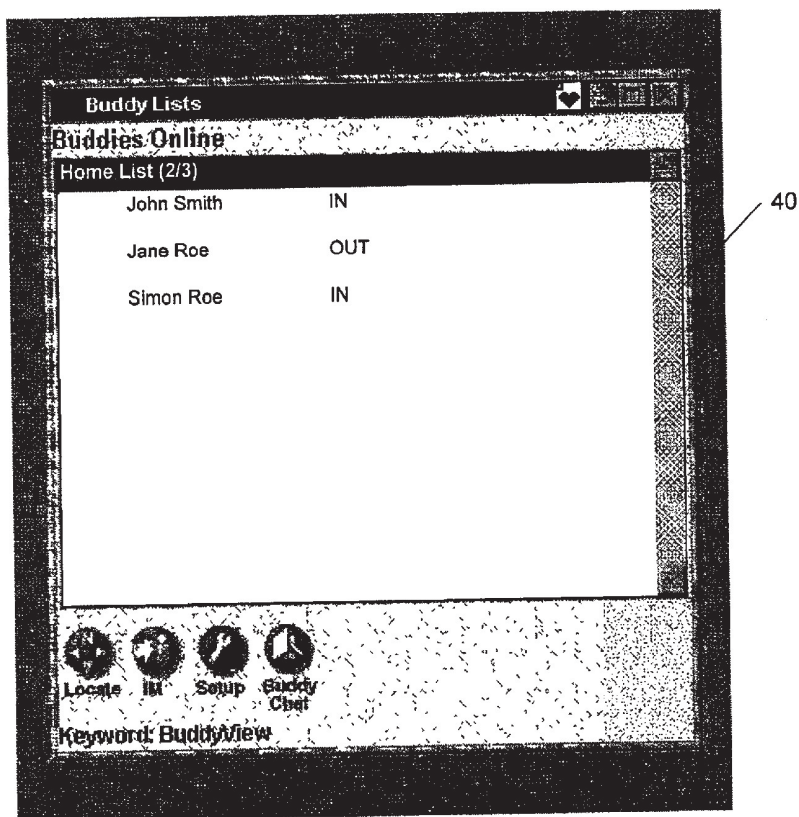 Buddy Lists
Buddies Online
Home List (2/3)
John Smith IN
40
Jane Roe OUT
Simon Roe IN
Locate IM Setup Buddy
Chat
Keyword: BuddyView